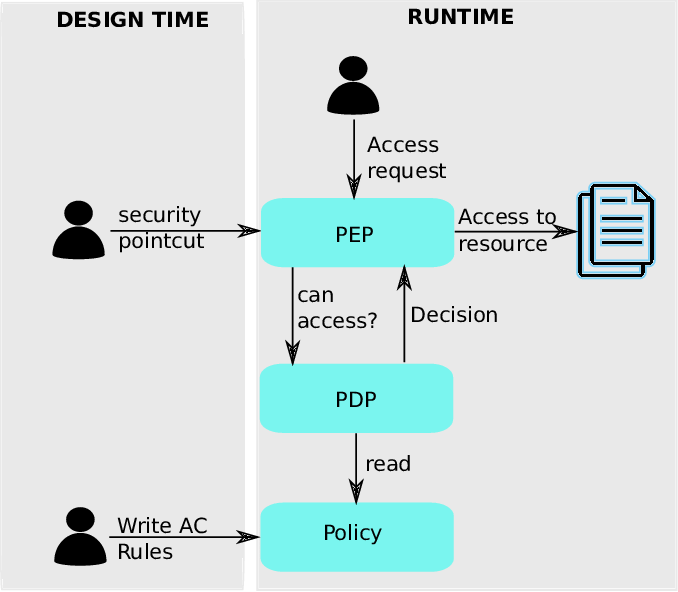 DESIGN TIME
RUNTIME
Access
request
security
pointcut
PEP
Access to
resource
can
access?
Decision
PDP
read
Write AC
Rules
Policy